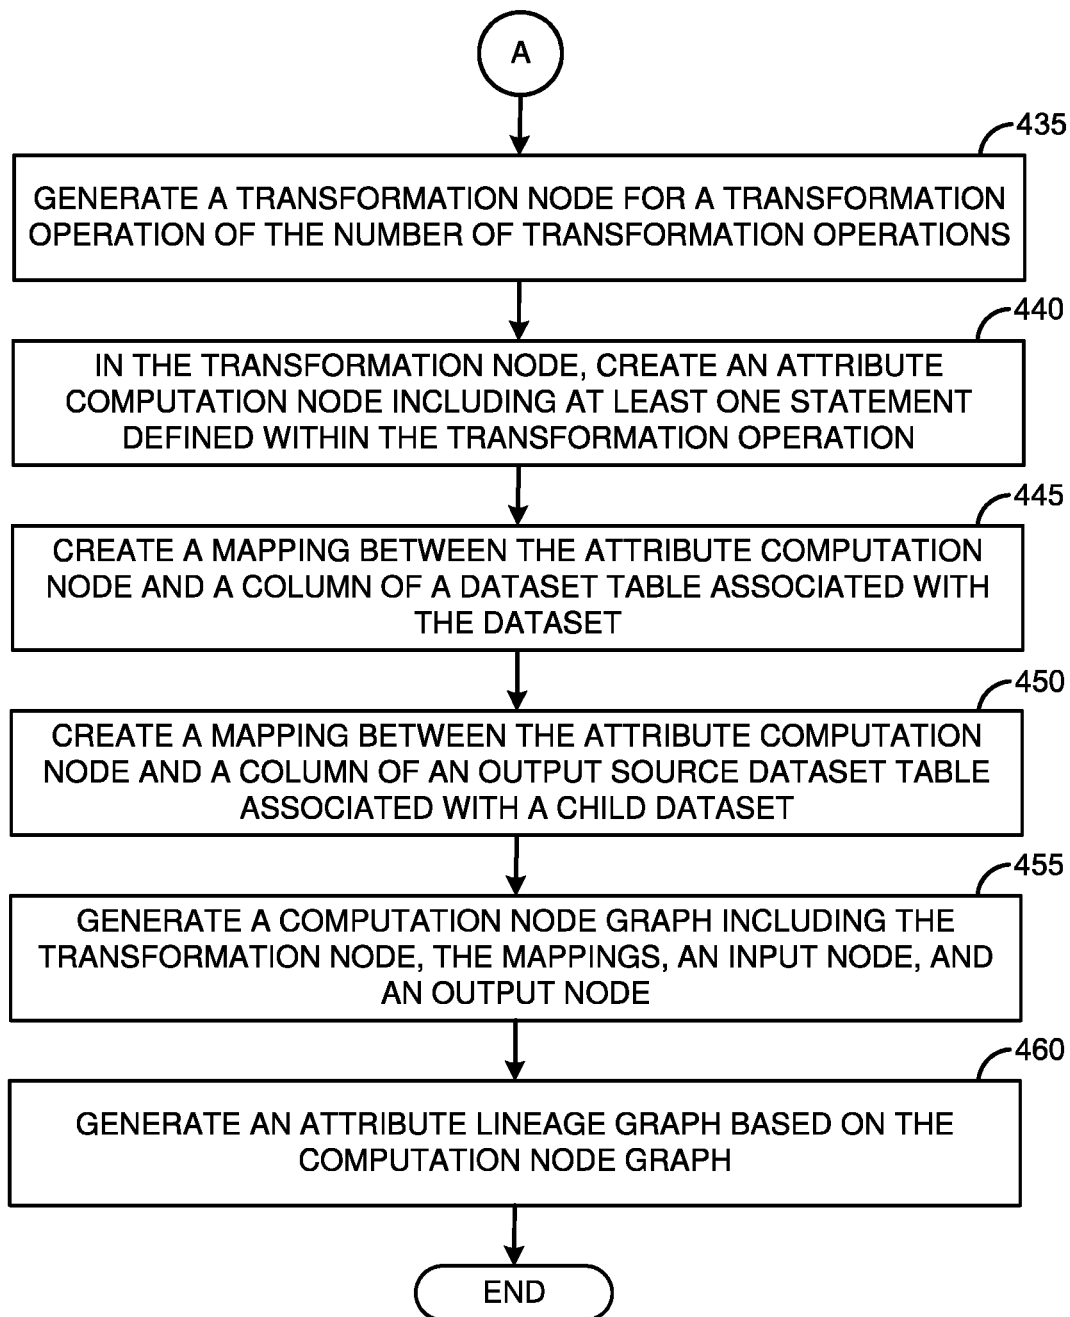 A
435
GENERATE A TRANSFORMATION NODE FOR A TRANSFORMATION
OPERATION OF THE NUMBER OF TRANSFORMATION OPERATIONS
440
IN THE TRANSFORMATION NODE, CREATE AN ATTRIBUTE
COMPUTATION NODE INCLUDING AT LEAST ONE STATEMENT
DEFINED WITHIN THE TRANSFORMATION OPERATION
445
CREATE A MAPPING BETWEEN THE ATTRIBUTE COMPUTATION
NODE AND A COLUMN OF A DATASET TABLE ASSOCIATED WITH
THE DATASET
450
CREATE A MAPPING BETWEEN THE ATTRIBUTE COMPUTATION
NODE AND A COLUMN OF AN OUTPUT SOURCE DATASET TABLE
ASSOCIATED WITH A CHILD DATASET
455
GENERATE A COMPUTATION NODE GRAPH INCLUDING THE
TRANSFORMATION NODE, THE MAPPINGS, AN INPUT NODE, AND
AN OUTPUT NODE
460
GENERATE AN ATTRIBUTE LINEAGE GRAPH BASED ON THE
COMPUTATION NODE GRAPH
END